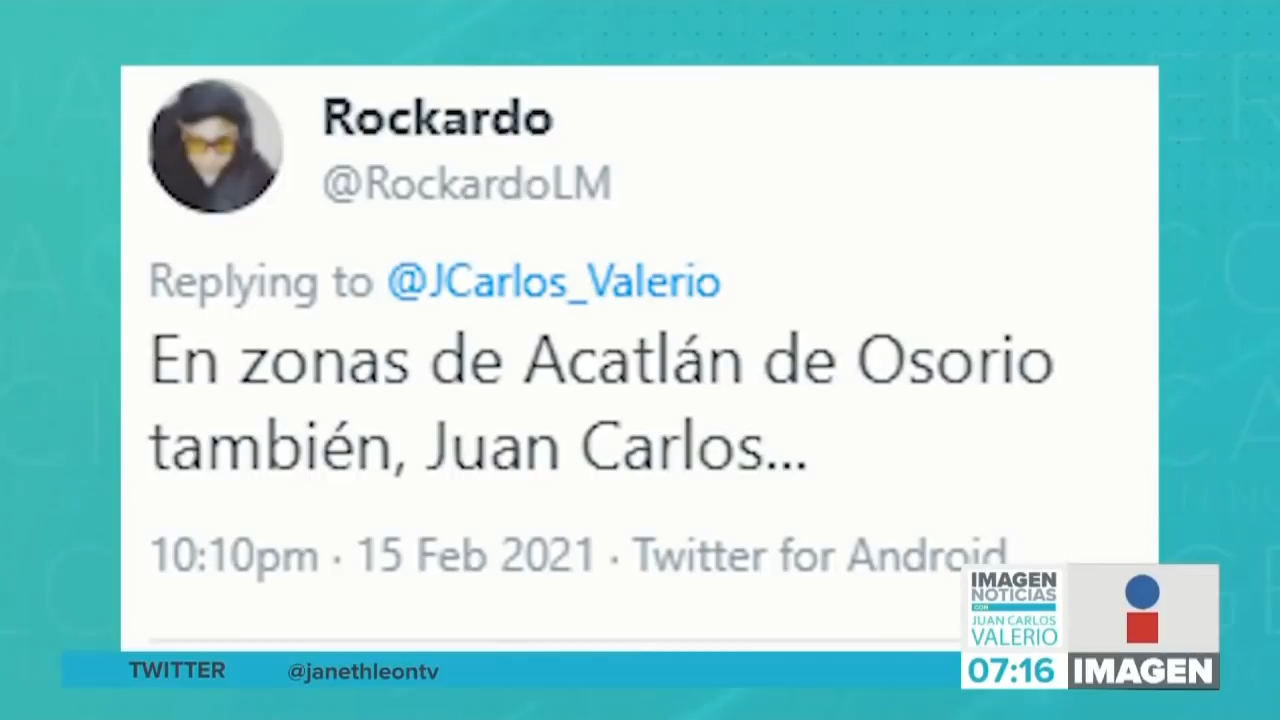 Rockardo
@RockardoLM
Replying to @JCarlos_Valerio
En zonas de Acatlán de Osorio
también, Juan Carlos...
10:10pm · 15 Feb 2021 · Twitter for Android
IMAGEN
NOTICIAS
CON
JUAN CARLOS
VALERIO
07:16
IMAGEN
TWITTER @janethleontv